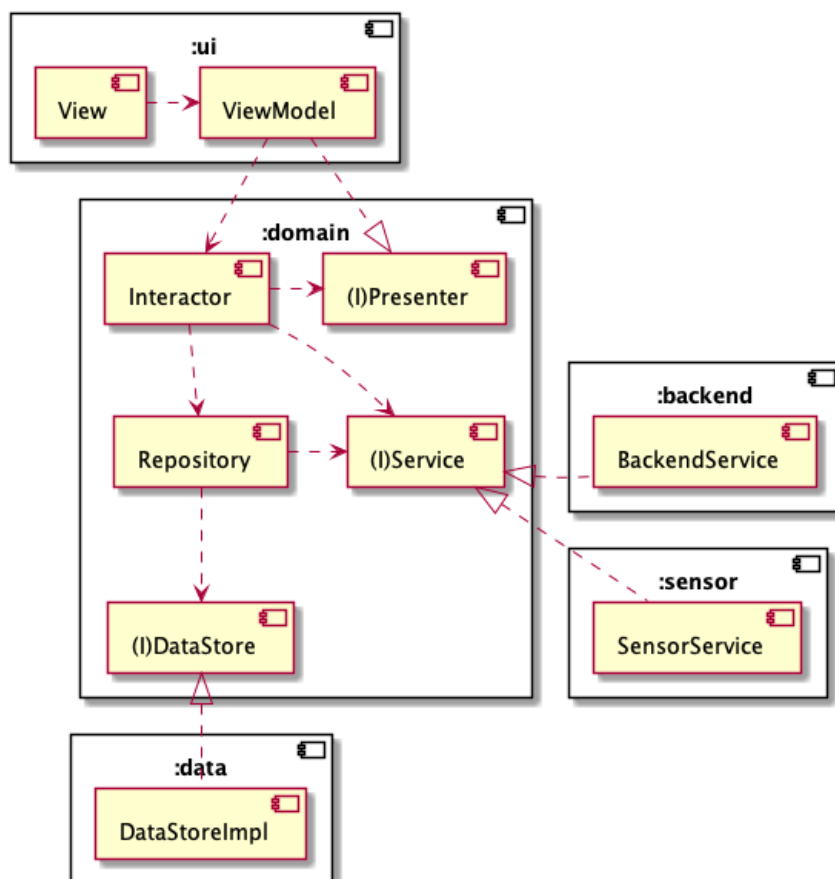 :ui
View
ViewModel
:domain
Interactor
(I)Presenter
Repository
(I)Service
(I)DataStore
:backend
BackendService
:sensor
SensorService
:data
DataStoreImpl